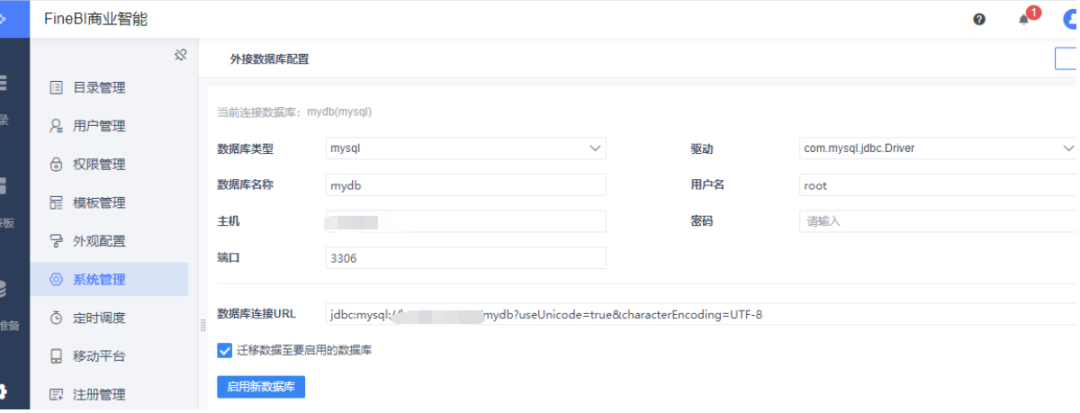 FineBI商业智能
1
外接数据库配置
目录管理
用户管理
权限管理
模板管理
外观配置
系统管理
定时调度
移动平台
注册管理
录
板
准备
当前连接数据库：mydb(mysql)
数据库类型 mysql 驱动 com.mysql.jdbc.Driver
数据库名称 mydb 用户名 root
主机 密码 请输入
端口 3306
数据库连接URL jdbc:mysql:/ mydb?useUnicode=true&characterEncoding=UTF-8
迁移数据至要启用的数据库
启用新数据库